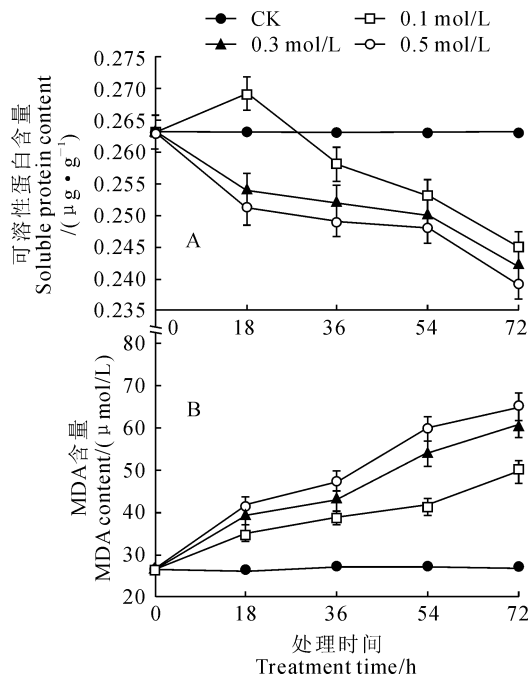 CK 0.1 mol/L
0.3 mol/L 0.5 mol/L
可溶性蛋白含量
Soluble protein content
/(μg•g⁻¹)
0.275
0.270
0.265
0.260
0.255
0.250
0.245
0.240
0.235
A
0 18 36 54 72
MDA含量
MDA content/(μmol/L)
80
70
60
50
40
30
20
B
0 18 36 54 72
处理时间
Treatment time/h